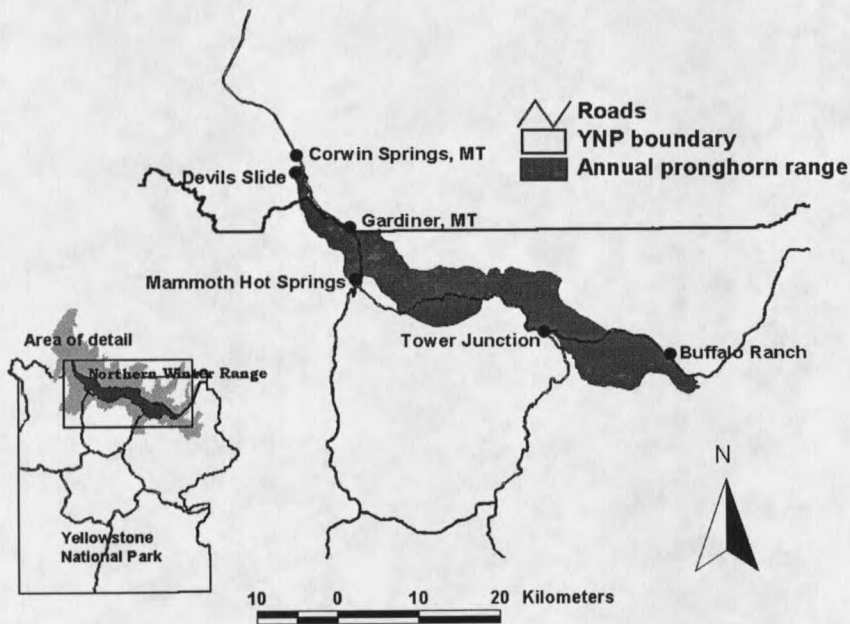 Roads
YNP boundary
Annual pronghorn range
Corwin Springs, MT
Devils Slide
Gardiner, MT
Mammoth Hot Springs
Tower Junction
Buffalo Ranch
Area of detail
Northern Winter Range
Yellowstone
National Park
N
10 0 10 20 Kilometers